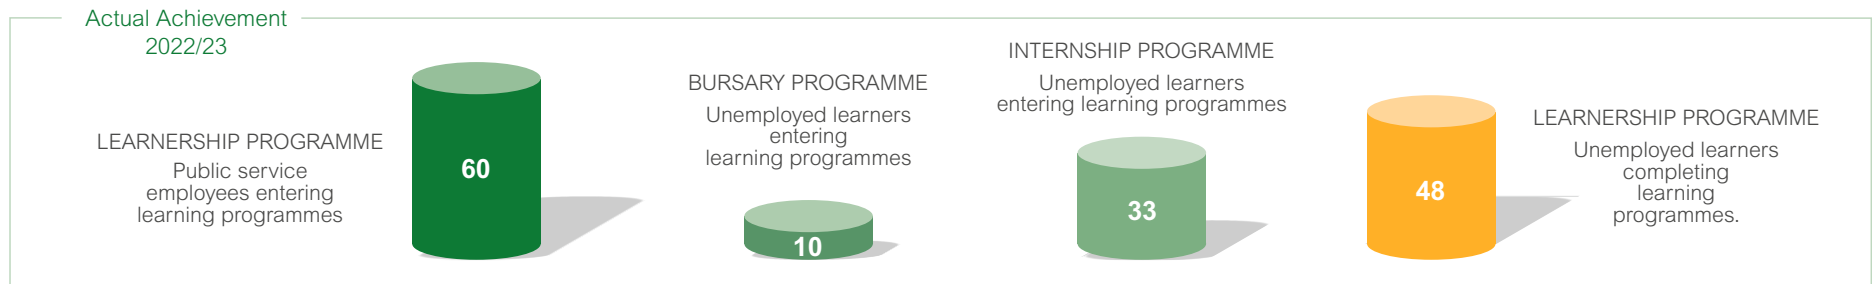 Actual Achievement
2022/23
LEARNERSHIP PROGRAMME
Public service
employees entering
learning programmes
60
BURSARY PROGRAMME
Unemployed learners
entering
learning programmes
10
INTERNSHIP PROGRAMME
Unemployed learners
entering learning programmes
33
48
LEARNERSHIP PROGRAMME
Unemployed learners
completing
learning
programmes.